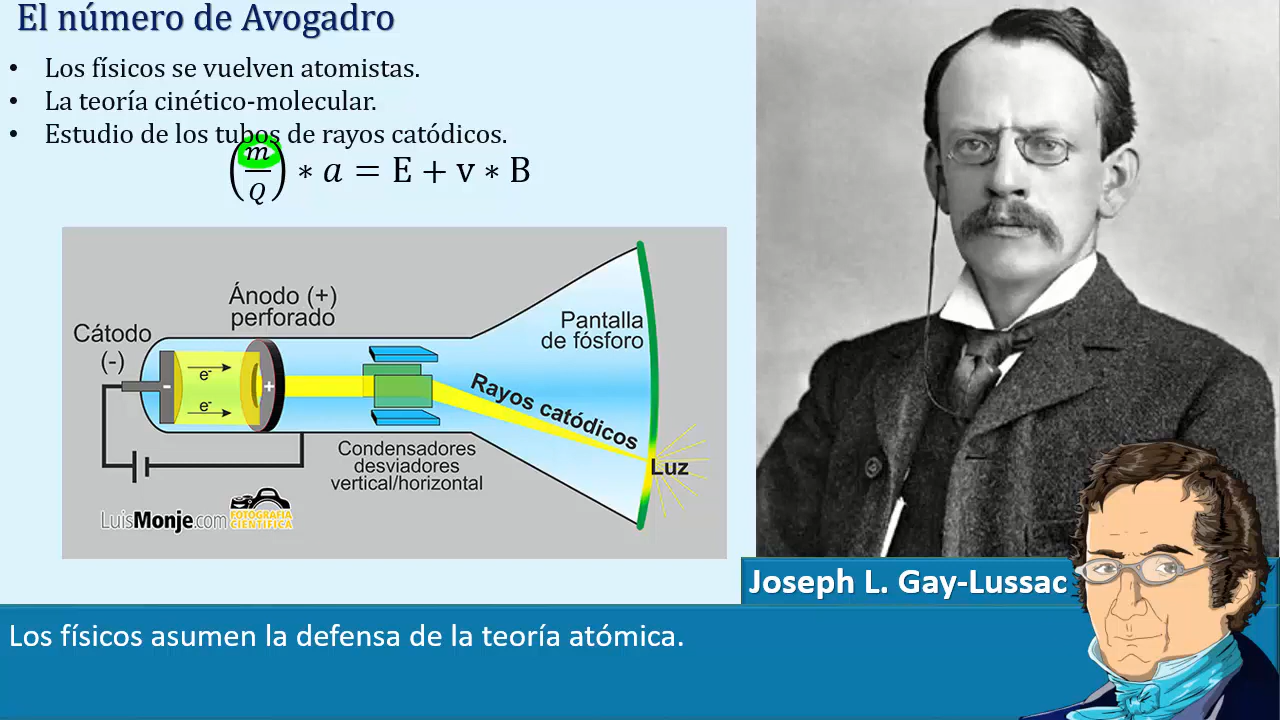 El número de Avogadro
• Los físicos se vuelven atomistas.
• La teoría cinético-molecular.
• Estudio de los tubos de rayos catódicos.
(m/Q) ∗ a = E + v ∗ B
Ánodo (+)
perforado
Cátodo
(-)
Pantalla
de fósforo
-
e-
+
e-
Rayos catódicos
Luz
Condensadores
desviadores
vertical/horizontal
LuisMonje.com
FOTOGRAFIA
CIENTIFICA
Joseph L. Gay-Lussac
Los físicos asumen la defensa de la teoría atómica.